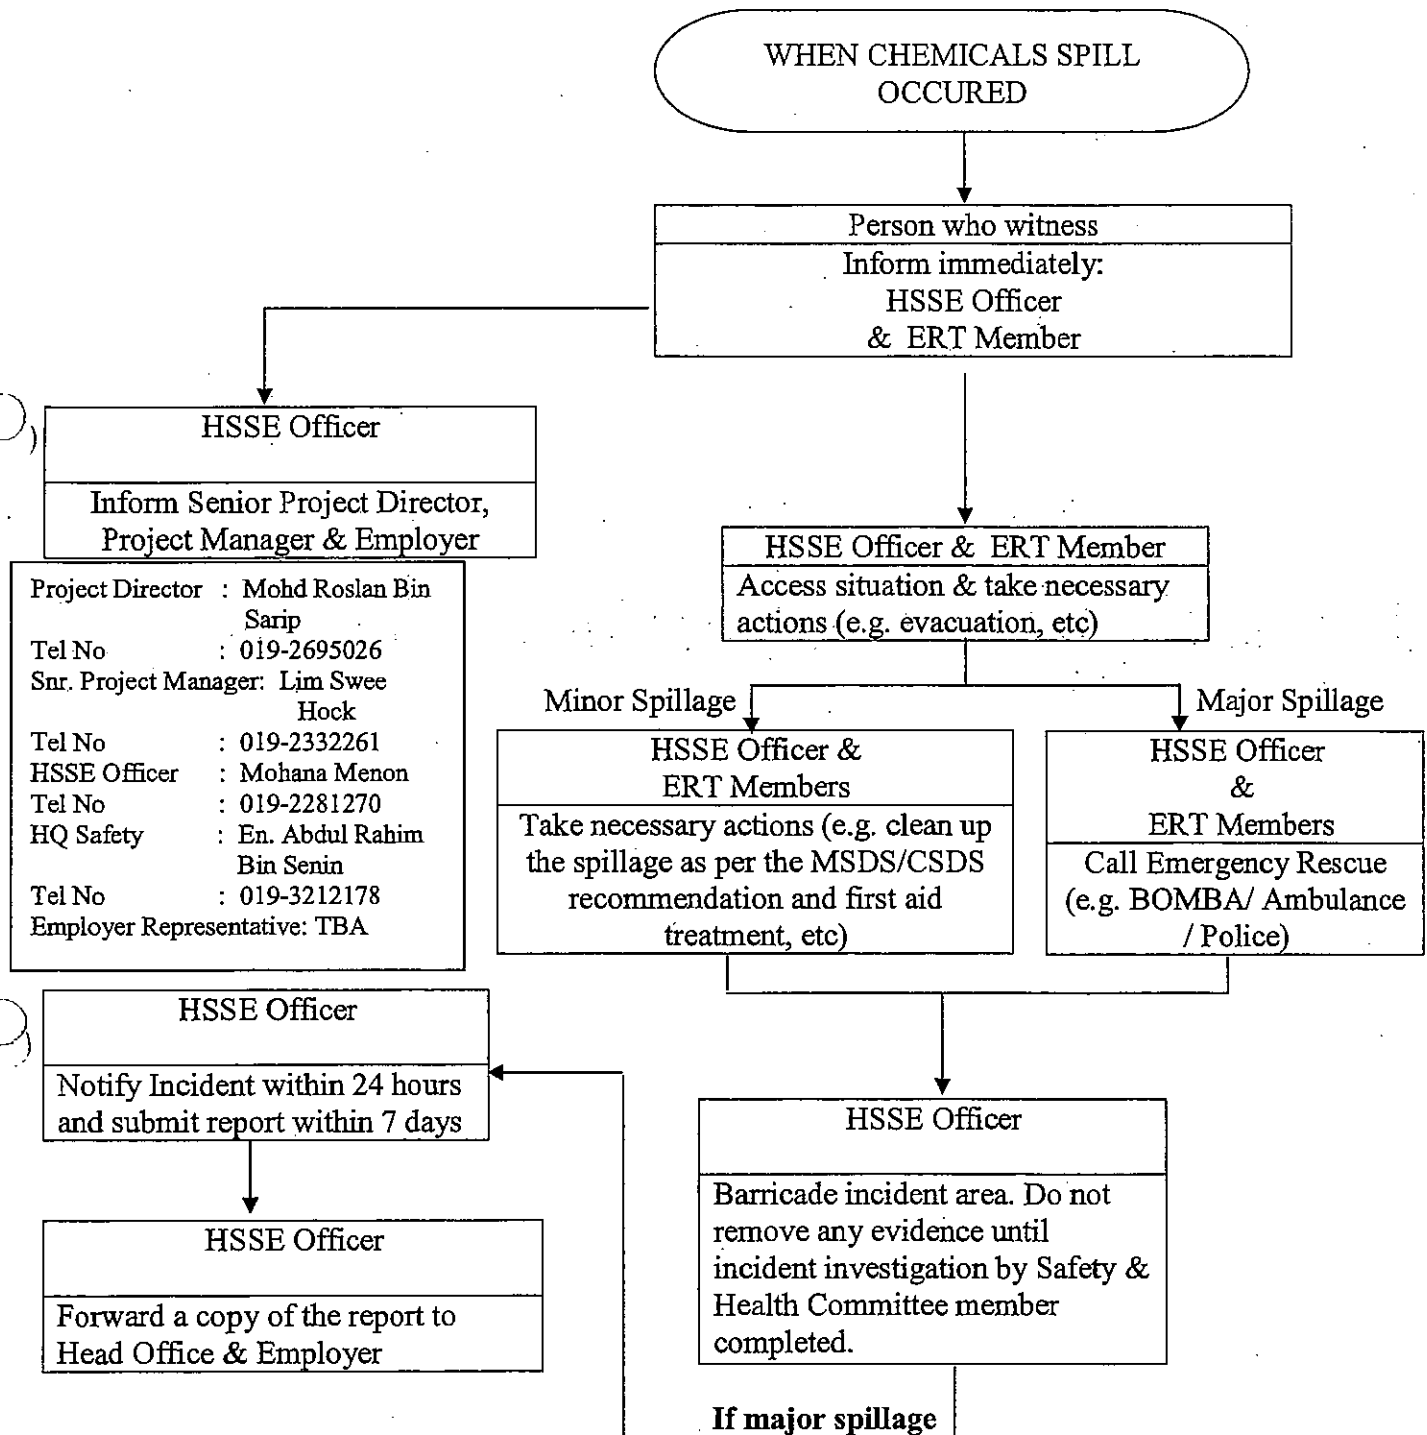 WHEN CHEMICALS SPILL
OCCURED
Person who witness
Inform immediately:
HSSE Officer
& ERT Member
HSSE Officer
Inform Senior Project Director,
Project Manager & Employer
Project Director : Mohd Roslan Bin
Sarip
Tel No : 019-2695026
Snr. Project Manager: Lim Swee
Hock
Tel No : 019-2332261
HSSE Officer : Mohana Menon
Tel No : 019-2281270
HQ Safety : En. Abdul Rahim
Bin Senin
Tel No : 019-3212178
Employer Representative: TBA
HSSE Officer & ERT Member
Access situation & take necessary
actions (e.g. evacuation, etc)
Minor Spillage
Major Spillage
HSSE Officer &
ERT Members
Take necessary actions (e.g. clean up
the spillage as per the MSDS/CSDS
recommendation and first aid
treatment, etc)
HSSE Officer
&
ERT Members
Call Emergency Rescue
(e.g. BOMBA/ Ambulance
/ Police)
HSSE Officer
Notify Incident within 24 hours
and submit report within 7 days
HSSE Officer
Forward a copy of the report to
Head Office & Employer
HSSE Officer
Barricade incident area. Do not
remove any evidence until
incident investigation by Safety &
Health Committee member
completed.
If major spillage